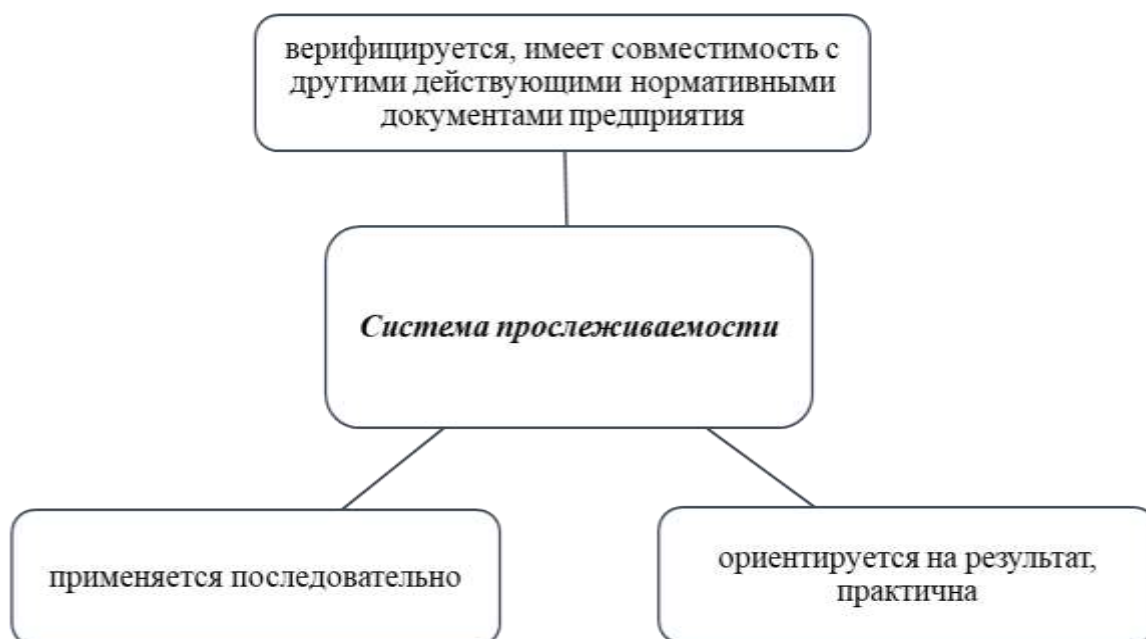 верифицируется, имеет совместимость с
другими действующими нормативными
документами предприятия
Система прослеживаемости
применяется последовательно
ориентируется на результат,
практична